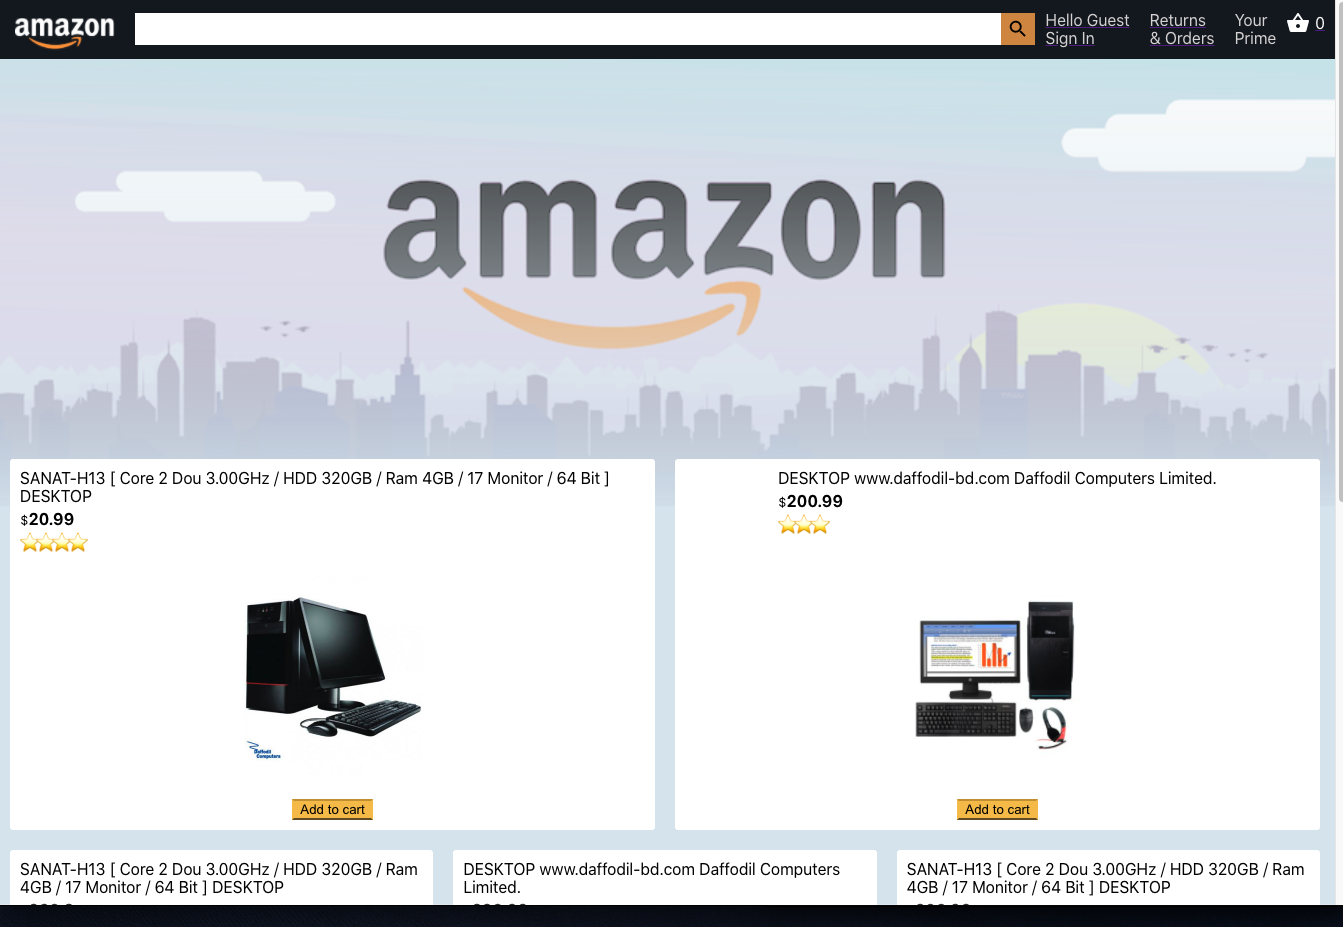 amazon
Hello Guest
Sign In
Returns
& Orders
Your
Prime
0
amazon
SANAT-H13 [ Core 2 Dou 3.00GHz / HDD 320GB / Ram 4GB / 17 Monitor / 64 Bit ]
DESKTOP
$20.99
Daffodil
Computers
Add to cart
DESKTOP www.daffodil-bd.com Daffodil Computers Limited.
$200.99
Add to cart
SANAT-H13 [ Core 2 Dou 3.00GHz / HDD 320GB / Ram
4GB / 17 Monitor / 64 Bit ] DESKTOP
DESKTOP www.daffodil-bd.com Daffodil Computers
Limited.
SANAT-H13 [ Core 2 Dou 3.00GHz / HDD 320GB / Ram
4GB / 17 Monitor / 64 Bit ] DESKTOP